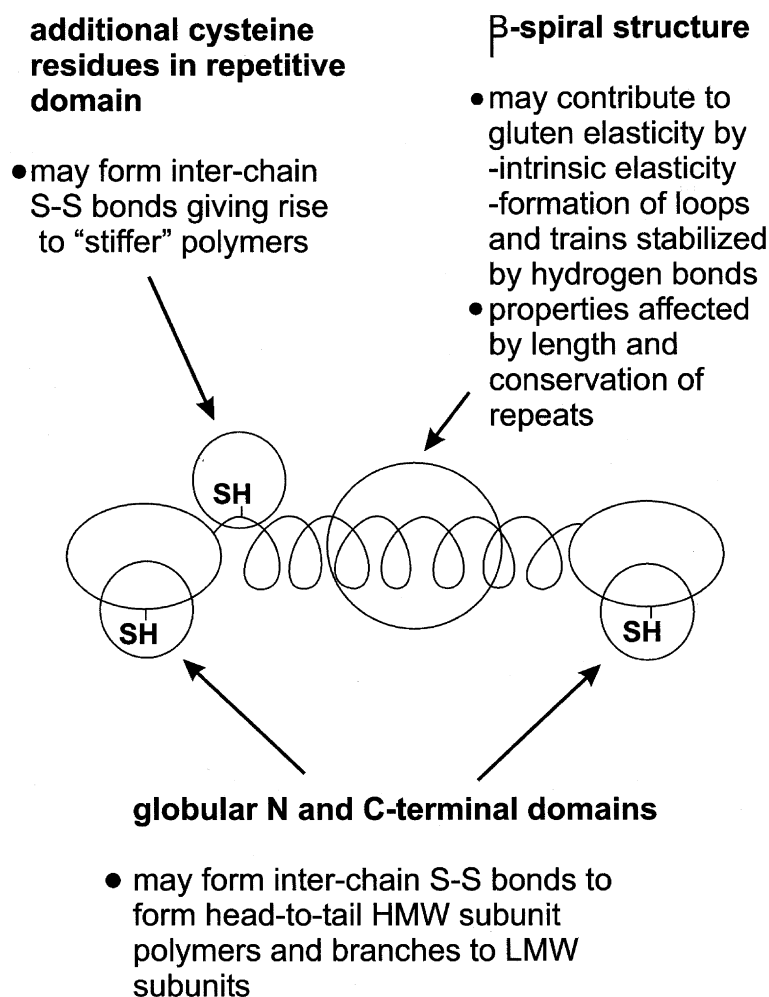 additional cysteine
residues in repetitive
domain
●may form inter-chain
S-S bonds giving rise
to “stiffer” polymers
β-spiral structure
●may contribute to
gluten elasticity by
-intrinsic elasticity
-formation of loops
and trains stabilized
by hydrogen bonds
●properties affected
by length and
conservation of
repeats
SH
SH
SH
globular N and C-terminal domains
● may form inter-chain S-S bonds to
form head-to-tail HMW subunit
polymers and branches to LMW
subunits